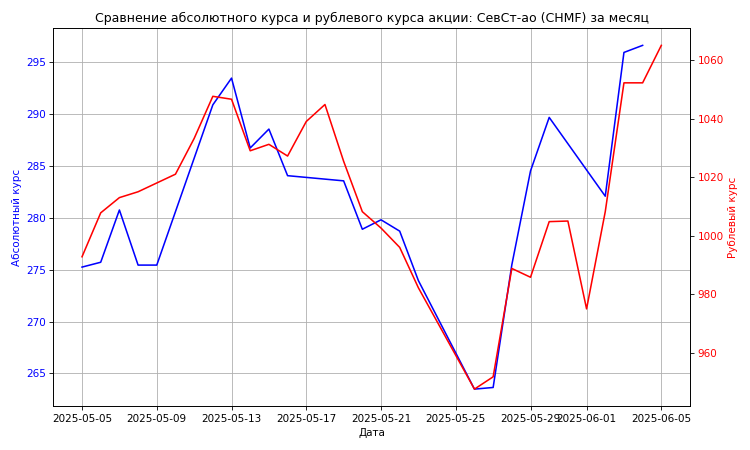 Сравнение абсолютного курса и рублевого курса акции: СевСт-ао (CHMF) за месяц
Абсолютный курс
295
290
285
280
275
270
265
1060
1040
1020
1000
980
960
Рублевый курс
2025-05-05 2025-05-09 2025-05-13 2025-05-17 2025-05-21 2025-05-25 2025-05-29 2025-06-01 2025-06-05
Дата